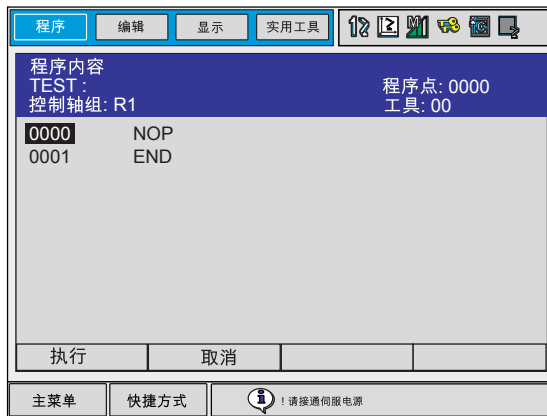 程序 编辑 显示 实用工具
程序内容
TEST :
程序点: 0000
控制轴组: R1
工具: 00
0000 NOP
0001 END
执行 取消
主菜单 快捷方式 ! 请接通伺服电源